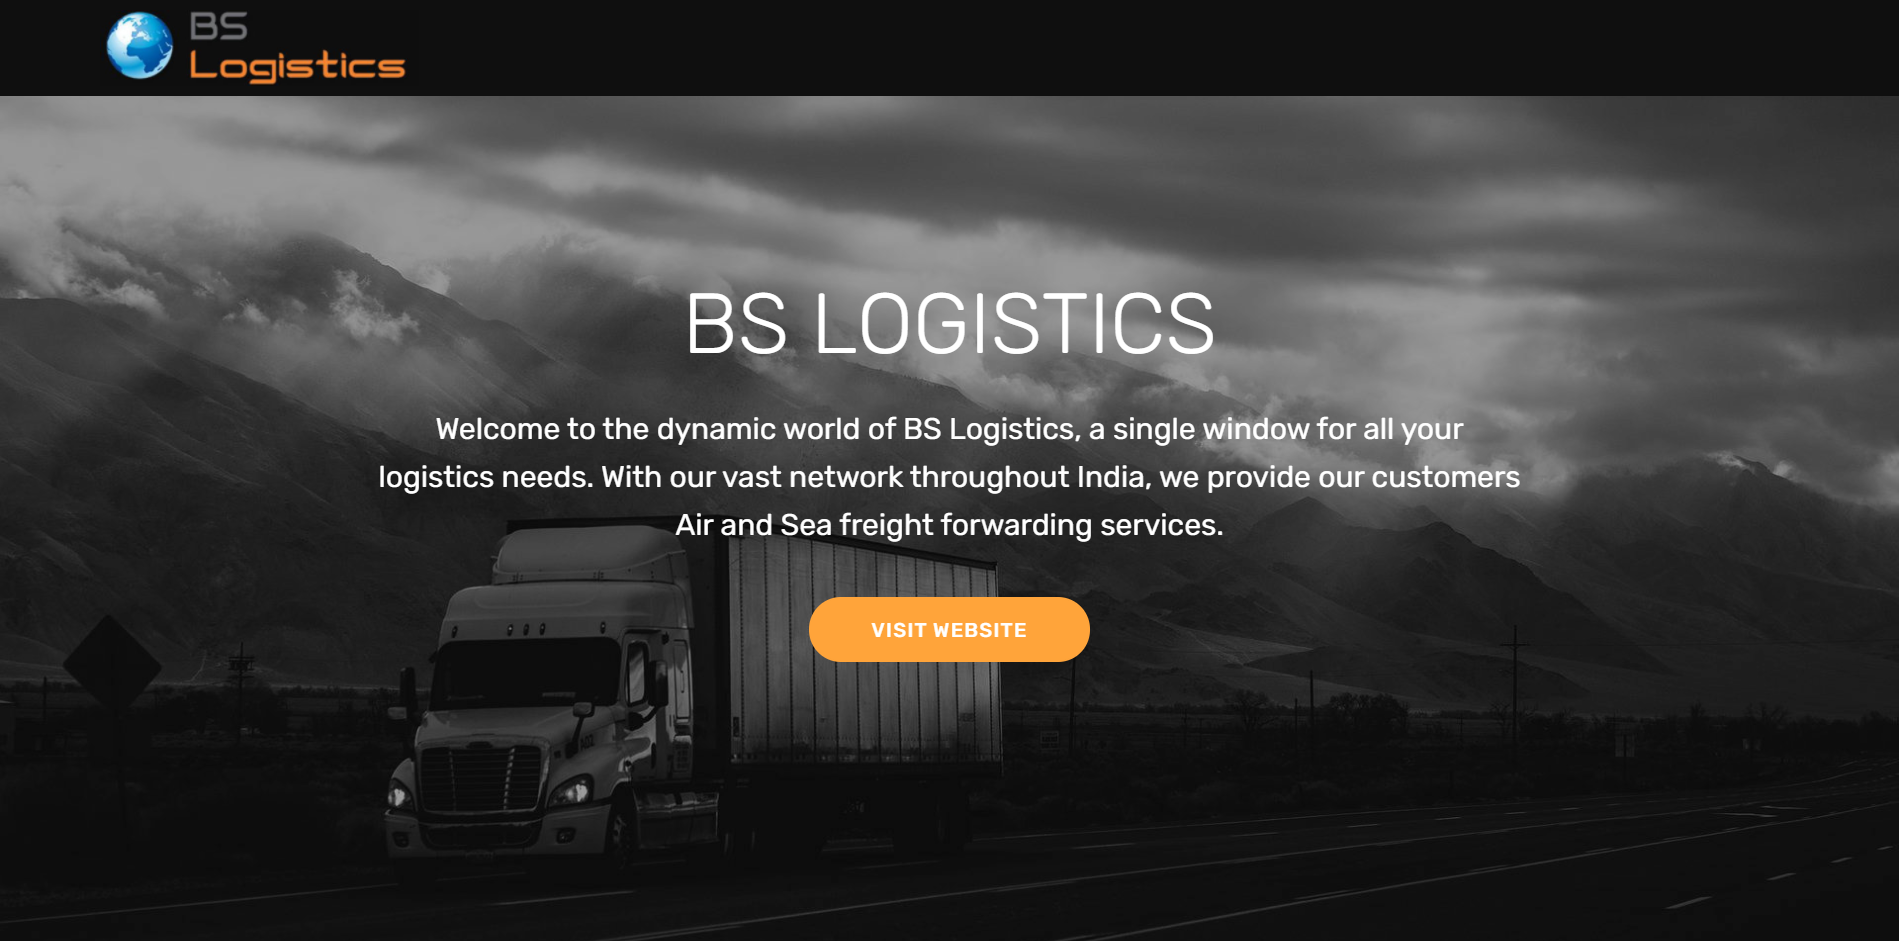 BS
Logistics
BS LOGISTICS
Welcome to the dynamic world of BS Logistics, a single window for all your
logistics needs. With our vast network throughout India, we provide our customers
Air and Sea freight forwarding services.
VISIT WEBSITE